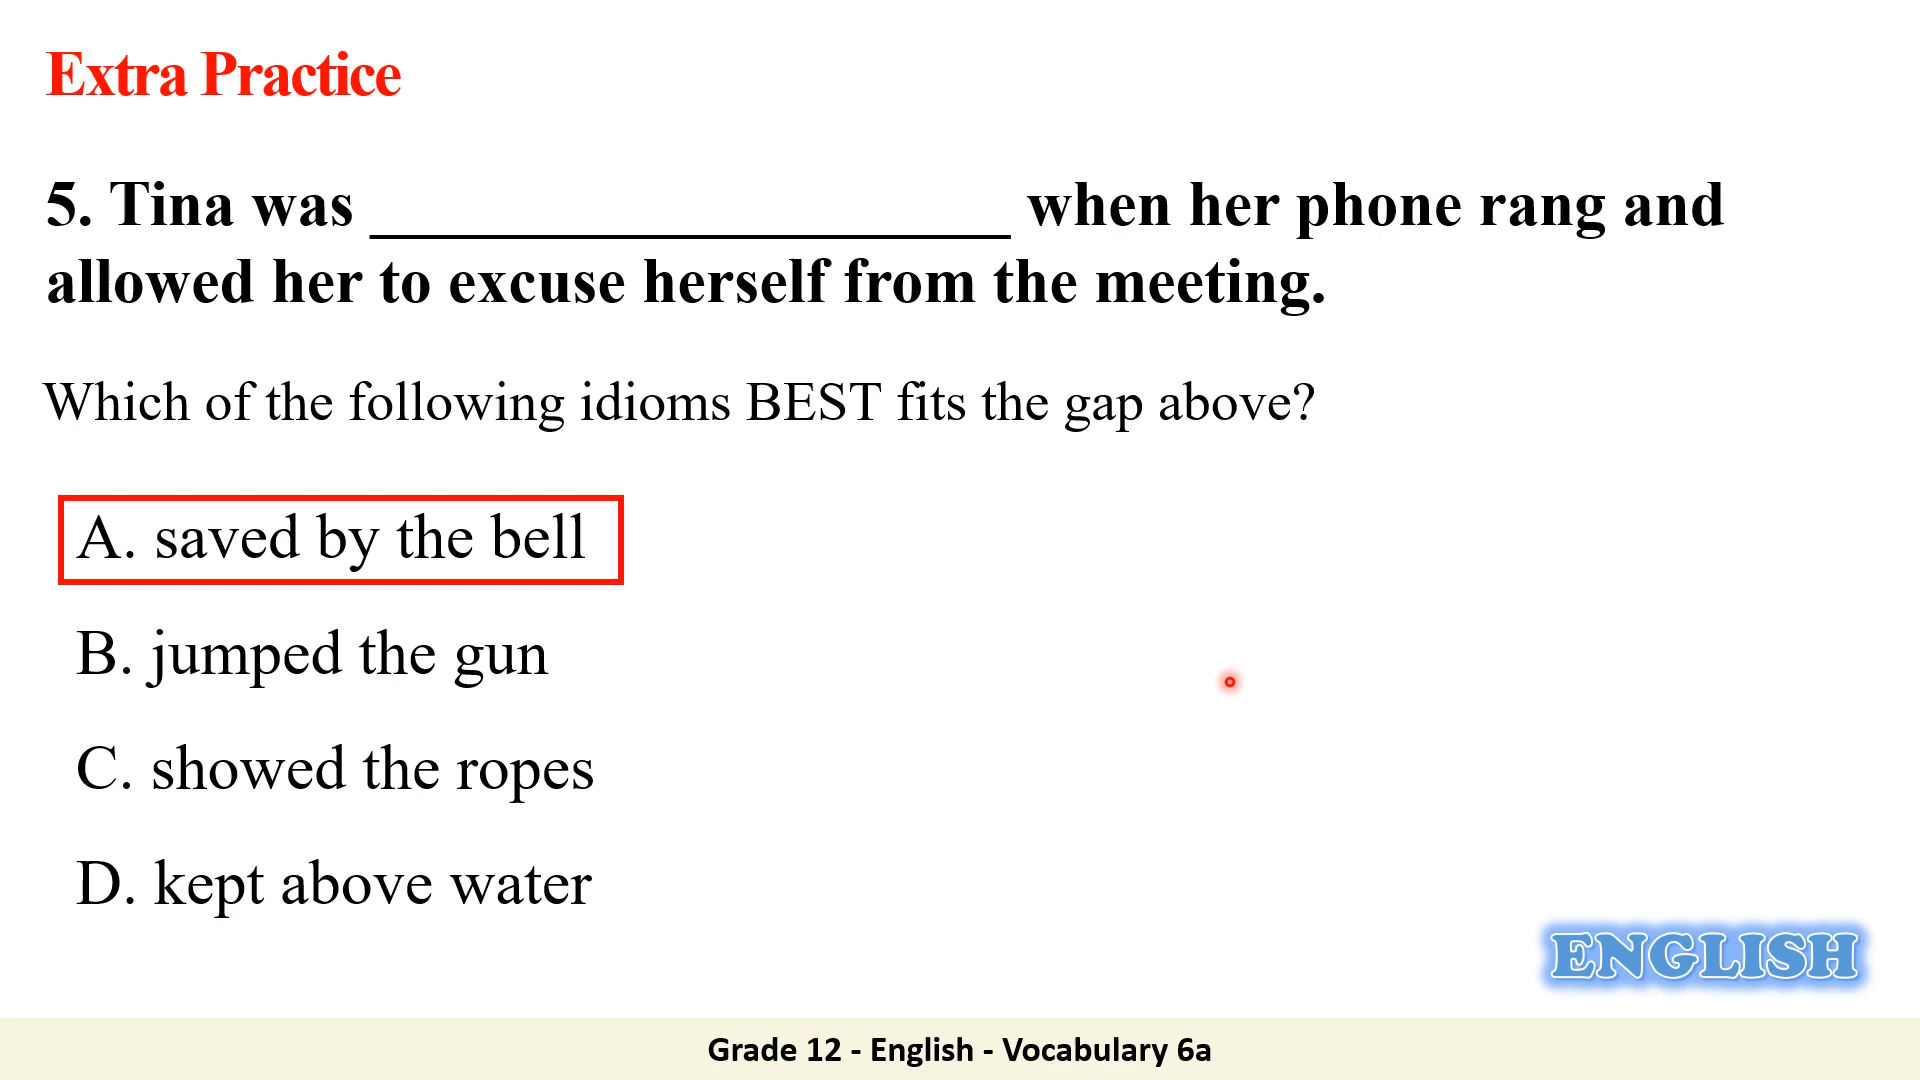 Extra Practice
5. Tina was ____________________ when her phone rang and
allowed her to excuse herself from the meeting.
Which of the following idioms BEST fits the gap above?
A. saved by the bell
B. jumped the gun
C. showed the ropes
D. kept above water
ENGLISH
Grade 12 - English - Vocabulary 6a